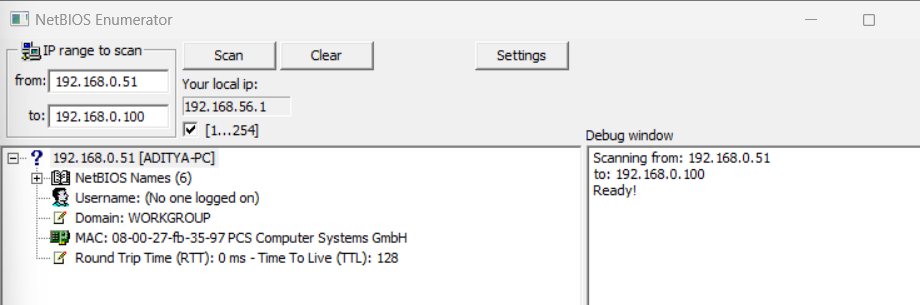 NetBIOS Enumerator
IP range to scan
from: 192.168.0.51
to: 192.168.0.100
Scan
Clear
Settings
Your local ip:
192.168.56.1
[1...254]
Debug window
192.168.0.51 [ADITYA-PC]
NetBIOS Names (6)
Username: (No one logged on)
Domain: WORKGROUP
MAC: 08-00-27-fb-35-97 PCS Computer Systems GmbH
Round Trip Time (RTT): 0 ms - Time To Live (TTL): 128
Scanning from: 192.168.0.51
to: 192.168.0.100
Ready!